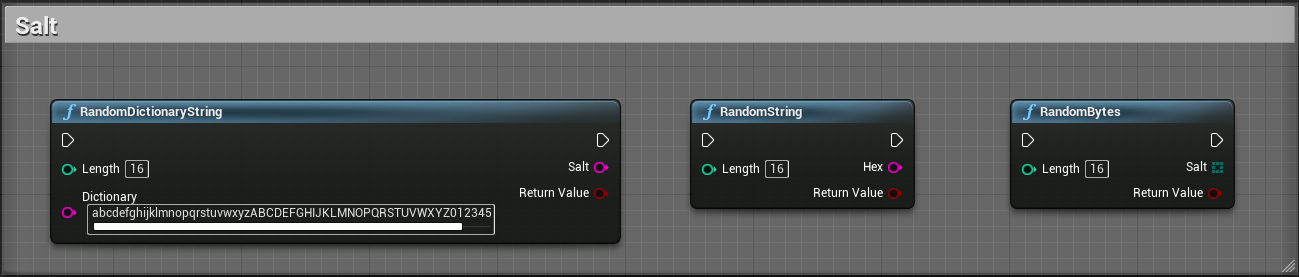 Salt
f RandomDictionaryString
Length 16
Salt
Return Value
Dictionary
abcdefghijklmnopqrstuvwxyzABCDEFGHIJKLMNOPQRSTUVWXYZ012345
f RandomString
Length 16
Hex
Return Value
f RandomBytes
Length 16
Salt
Return Value